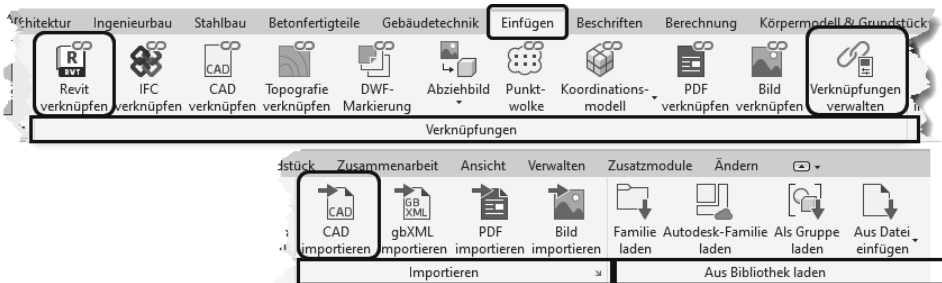 Architektur Ingenieurbau Stahlbau Betonfertigteile Gebäudetechnik Einfügen Beschriften Berechnung Körpermodell & Grundstück
R
RVT
CAD
Revit IFC CAD Topografie DWF- Abziehbild Punkt- Koordinations- PDF Bild Verknüpfungen
verknüpfen verknüpfen verknüpfen verknüpfen Markierung wolke modell verknüpfen verknüpfen verwalten
Verknüpfungen
dstück Zusammenarbeit Ansicht Verwalten Zusatzmodule Ändern
CAD GB
XML
CAD gbXML PDF Bild Familie Autodesk-Familie Als Gruppe Aus Datei
importieren importieren importieren importieren laden laden laden einfügen
Importieren Aus Bibliothek laden